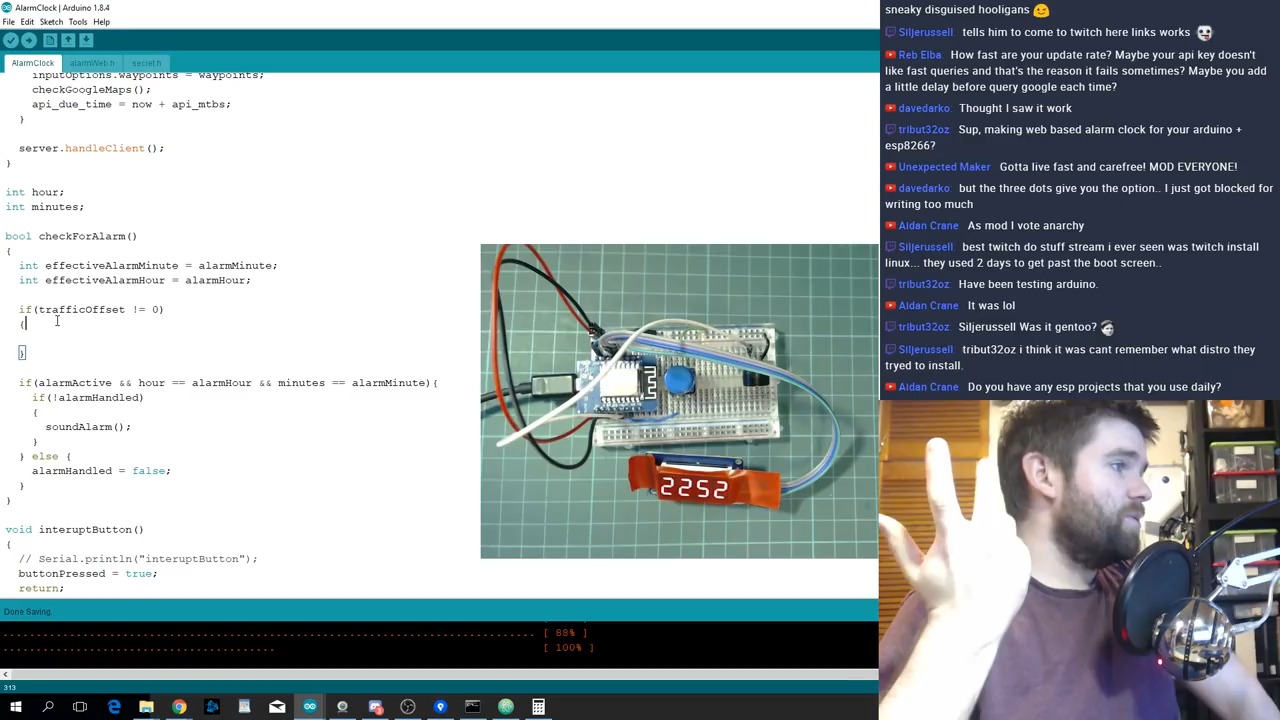 AlarmClock | Arduino 1.8.4
File Edit Sketch Tools Help
AlarmClock alarmWeb.h secret.h
inputOptions.waypoints = waypoints;
checkGoogleMaps();
api_due_time = now + api_mtbs;
}
server.handleClient();
}
int hour;
int minutes;
bool checkForAlarm()
{
int effectiveAlarmMinute = alarmMinute;
int effectiveAlarmHour = alarmHour;
if(trafficOffset != 0)
{
}
if(alarmActive && hour == alarmHour && minutes == alarmMinute){
if(!alarmHandled)
{
soundAlarm();
}
} else {
alarmHandled = false;
}
}
void interuptButton()
{
// Serial.println("interuptButton");
buttonPressed = true;
return;
Done Saving.
[ 88% ]
[ 100% ]
313
2252
sneaky disguised hooligans
Siljerussell tells him to come to twitch here links works
Reb Elba: How fast are your update rate? Maybe your api key doesn't
like fast queries and that's the reason it fails sometimes? Maybe you add
a little delay before query google each time?
davedarko: Thought I saw it work
tr1but32oz: Sup, making web based alarm clock for your arduino +
esp8266?
Unexpected Maker: Gotta live fast and carefree! MOD EVERYONE!
davedarko: but the three dots give you the option.. I just got blocked for
writing too much
Aidan Crane: As mod I vote anarchy
Siljerussell: best twitch do stuff stream i ever seen was twitch install
linux... they used 2 days to get past the boot screen..
tr1but32oz: Have been testing arduino.
Aidan Crane: It was lol
tr1but32oz: Siljerussell Was it gentoo?
Siljerussell: tribut32oz i think it was cant remember what distro they
tryed to install.
Aidan Crane: Do you have any esp projects that you use daily?